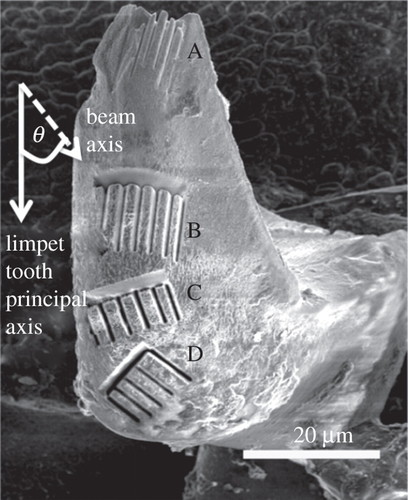 A
θ
beam
axis
limpet
tooth
principal
axis
B
C
D
20 µm